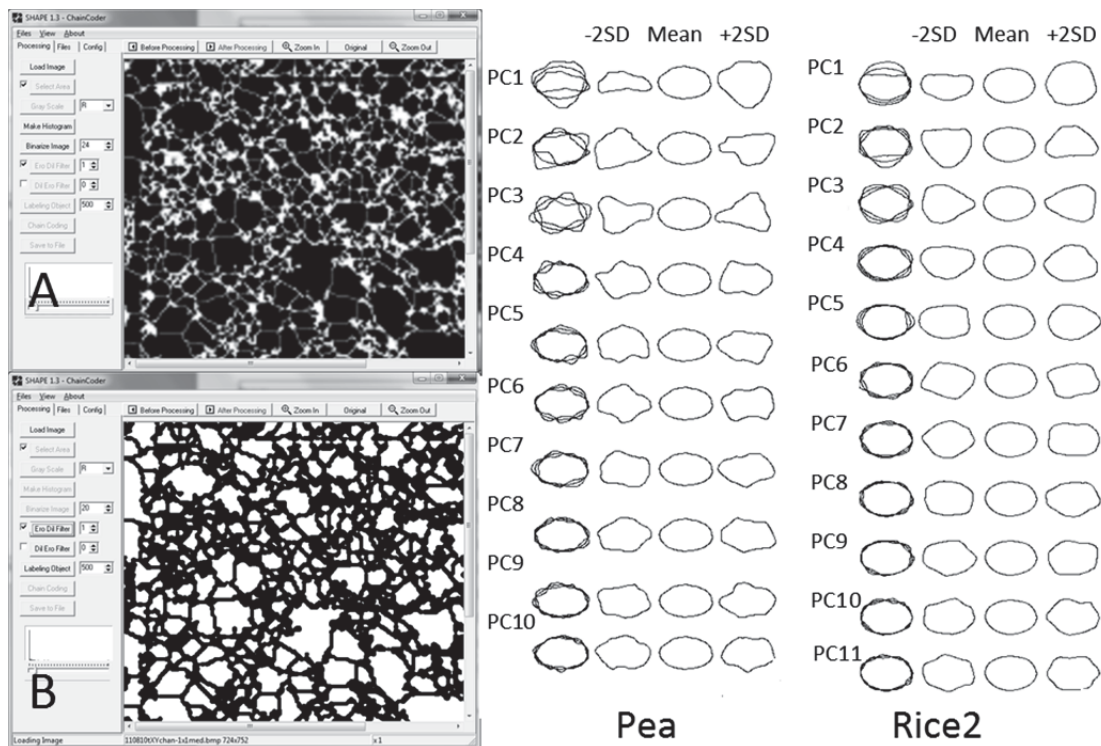 SHAPE 1.3 - ChainCoder
Files View About
Processing Files Config
Before Processing After Processing Zoom In Original Zoom Out
Load Image
Select Area
Gray Scale R
Make Histogram
Binarize Image 24
Ero Dil Filter 1
Dil Ero Filter 0
Labeling Object 500
Chain Coding
Save to File
A
SHAPE 1.3 - ChainCoder
Files View About
Processing Files Config
Before Processing After Processing Zoom In Original Zoom Out
Load Image
Select Area
Gray Scale R
Make Histogram
Binarize Image 20
Ero Dil Filter 1
Dil Ero Filter 0
Labeling Object 500
Chain Coding
Save to File
B
Loading Image 110810tXYchan-1x1med.bmp 724x752 x 1
-2SD Mean +2SD
PC1
PC2
PC3
PC4
PC5
PC6
PC7
PC8
PC9
PC10
Pea
-2SD Mean +2SD
PC1
PC2
PC3
PC4
PC5
PC6
PC7
PC8
PC9
PC10
PC11
Rice2